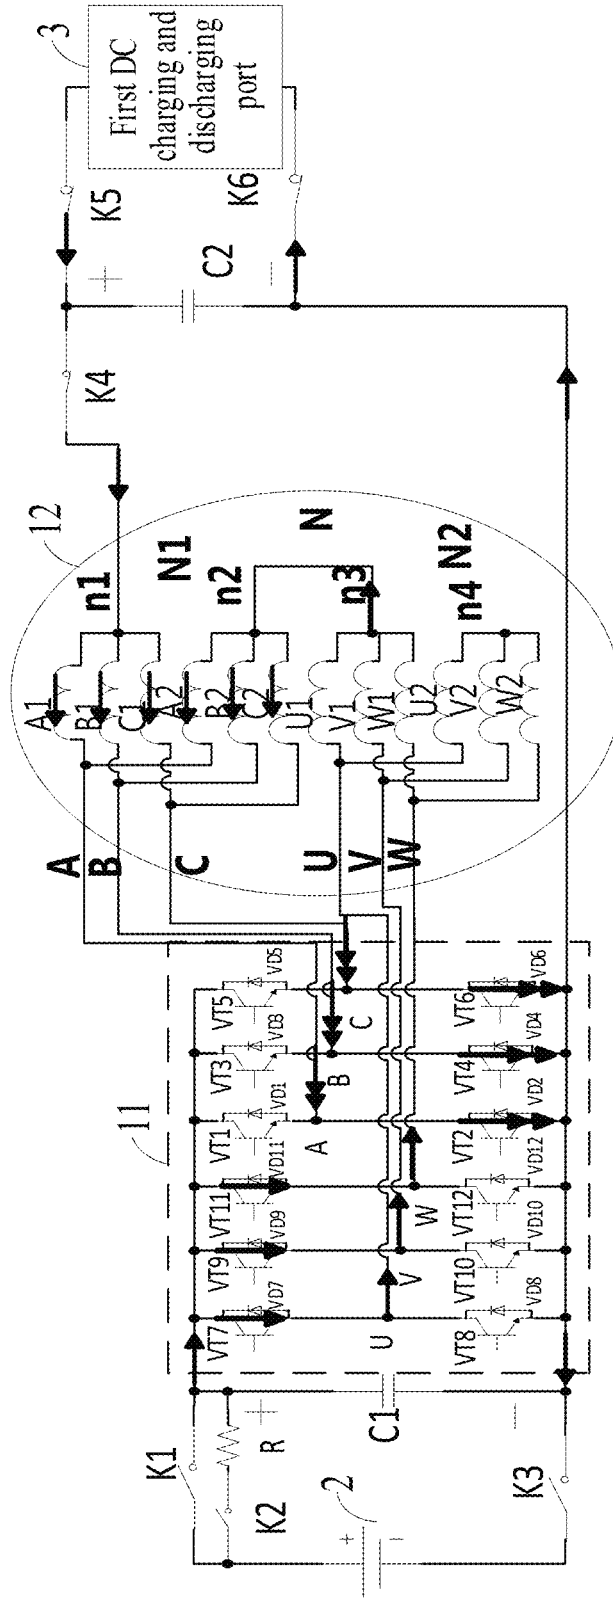 3
First DC
charging and
discharging
port
K5
K6
+
C2
−
K4
12
n1
N1
N
n2
n3
N2
n4
A1
B1
C1
A2
B2
C2
U1
V1
W1
U2
V2
W2
A
B
C
U
V
W
11
VT5
VD5
VT3
VD3
VT1
VD1
VT11
VD11
VT9
VD9
VT7
VD7
C
B
A
W
V
U
VT6
VD6
VT4
VD4
VT2
VD2
VT12
VD12
VT10
VD10
VT8
VD8
K1
K2
R
+
C1
−
2
+
−
K3